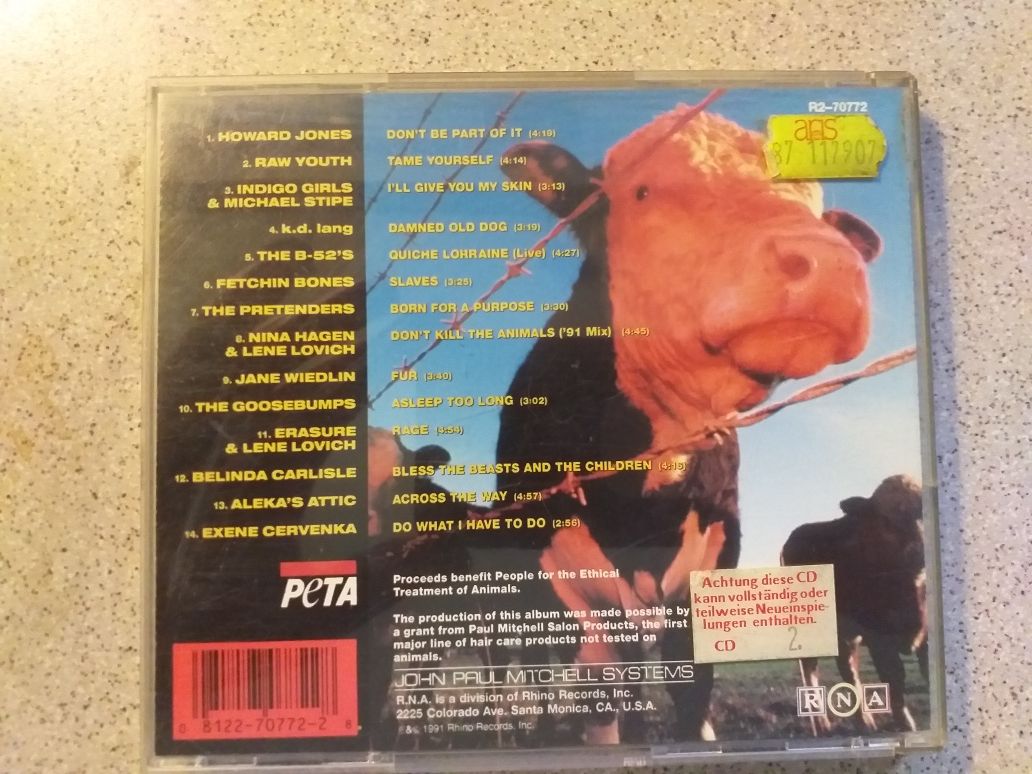 R2-70772
ars
87 117907
1. HOWARD JONES DON'T BE PART OF IT (4:19)
2. RAW YOUTH TAME YOURSELF (4:14)
3. INDIGO GIRLS I'LL GIVE YOU MY SKIN (3:13)
& MICHAEL STIPE
4. k.d. lang DAMNED OLD DOG (3:19)
5. THE B-52'S QUICHE LORRAINE (Live) (4:27)
6. FETCHIN BONES SLAVES (3:25)
7. THE PRETENDERS BORN FOR A PURPOSE (3:30)
8. NINA HAGEN DON'T KILL THE ANIMALS ('91 Mix) (4:45)
& LENE LOVICH
9. JANE WIEDLIN FUR (3:40)
10. THE GOOSEBUMPS ASLEEP TOO LONG (3:02)
11. ERASURE RAGE (4:54)
& LENE LOVICH
12. BELINDA CARLISLE BLESS THE BEASTS AND THE CHILDREN (4:15)
13. ALEKA'S ATTIC ACROSS THE WAY (4:57)
14. EXENE CERVENKA DO WHAT I HAVE TO DO (2:56)
PETA
Proceeds benefit People for the Ethical
Treatment of Animals.
The production of this album was made possible by
a grant from Paul Mitchell Salon Products, the first
major line of hair care products not tested on
animals.
JOHN PAUL MITCHELL SYSTEMS
R.N.A. is a division of Rhino Records, Inc.
2225 Colorado Ave. Santa Monica, CA., U.S.A.
℗ & © 1991 Rhino Records, Inc.
Achtung diese CD
kann vollständig oder
teilweise Neueinspie-
lungen enthalten.
CD 2.
RNA
0 8122-70772-2 8